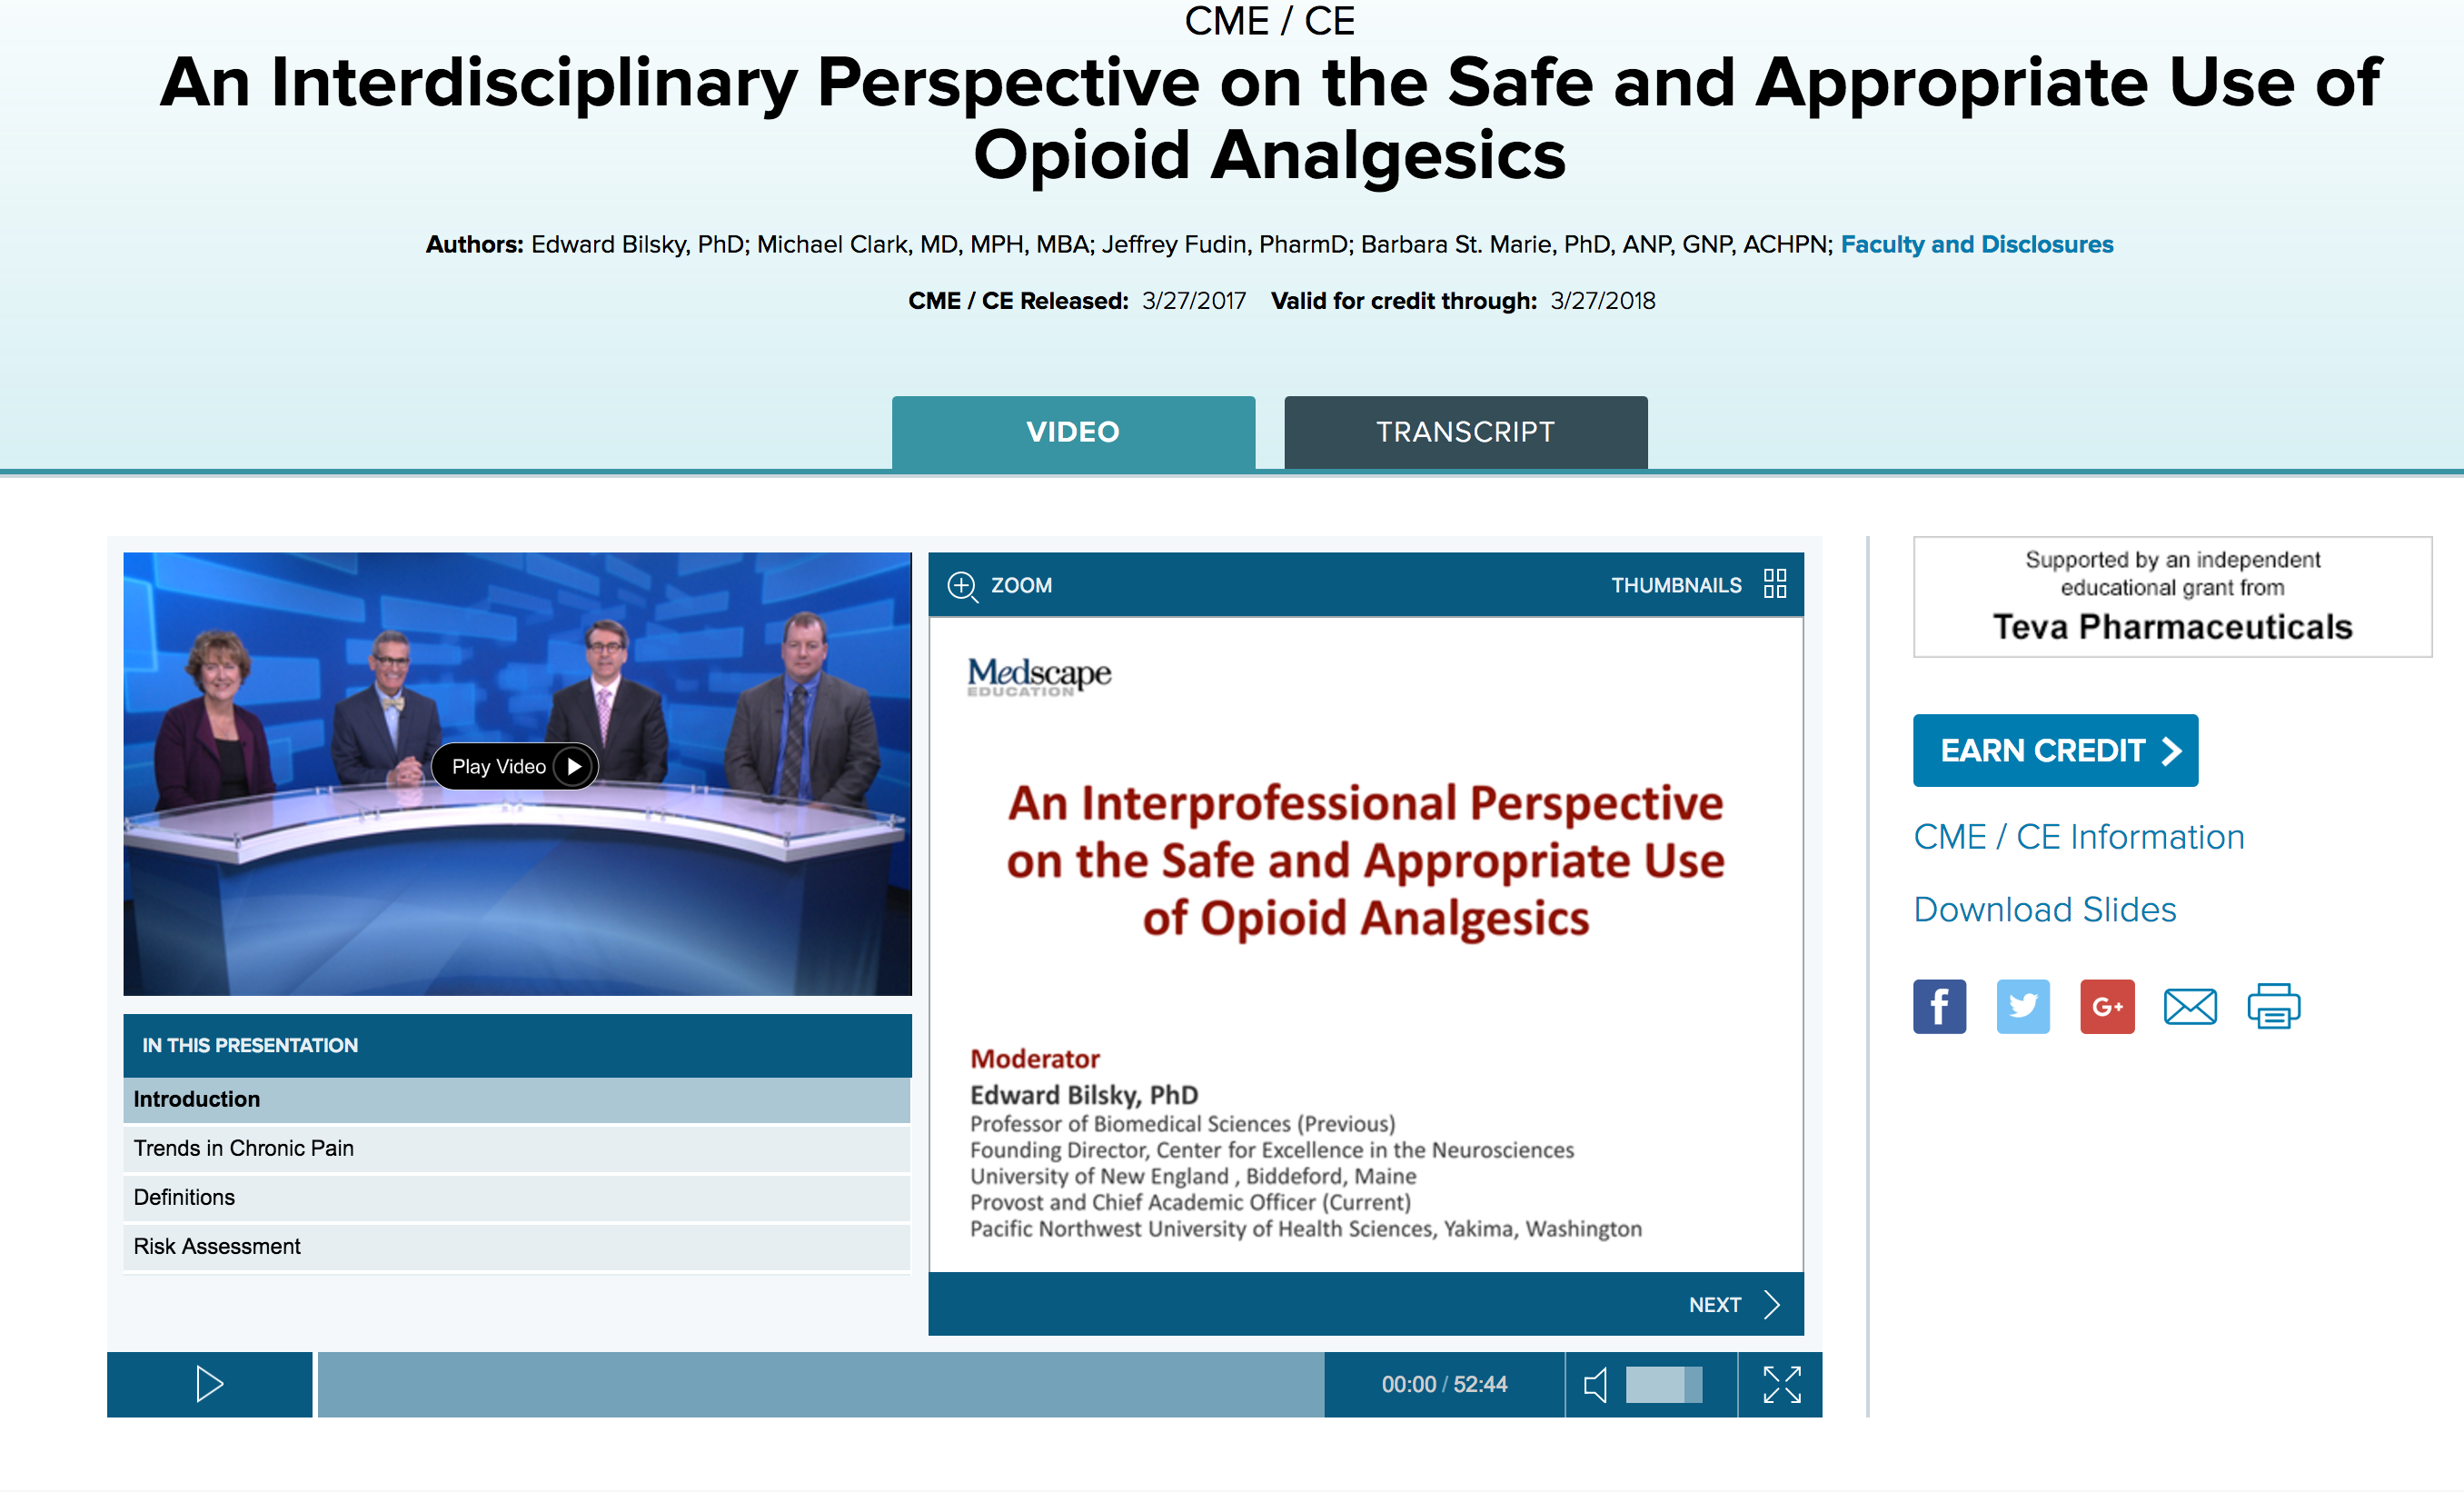 CME / CE
An Interdisciplinary Perspective on the Safe and Appropriate Use of
Opioid Analgesics
Authors: Edward Bilsky, PhD; Michael Clark, MD, MPH, MBA; Jeffrey Fudin, PharmD; Barbara St. Marie, PhD, ANP, GNP, ACHPN; Faculty and Disclosures
CME / CE Released: 3/27/2017 Valid for credit through: 3/27/2018
VIDEO
TRANSCRIPT
Play Video
IN THIS PRESENTATION
Introduction
Trends in Chronic Pain
Definitions
Risk Assessment
ZOOM
THUMBNAILS
Medscape
EDUCATION
An Interprofessional Perspective
on the Safe and Appropriate Use
of Opioid Analgesics
Moderator
Edward Bilsky, PhD
Professor of Biomedical Sciences (Previous)
Founding Director, Center for Excellence in the Neurosciences
University of New England , Biddeford, Maine
Provost and Chief Academic Officer (Current)
Pacific Northwest University of Health Sciences, Yakima, Washington
NEXT
00:00 / 52:44
Supported by an independent
educational grant from
Teva Pharmaceuticals
EARN CREDIT
CME / CE Information
Download Slides
f
G+